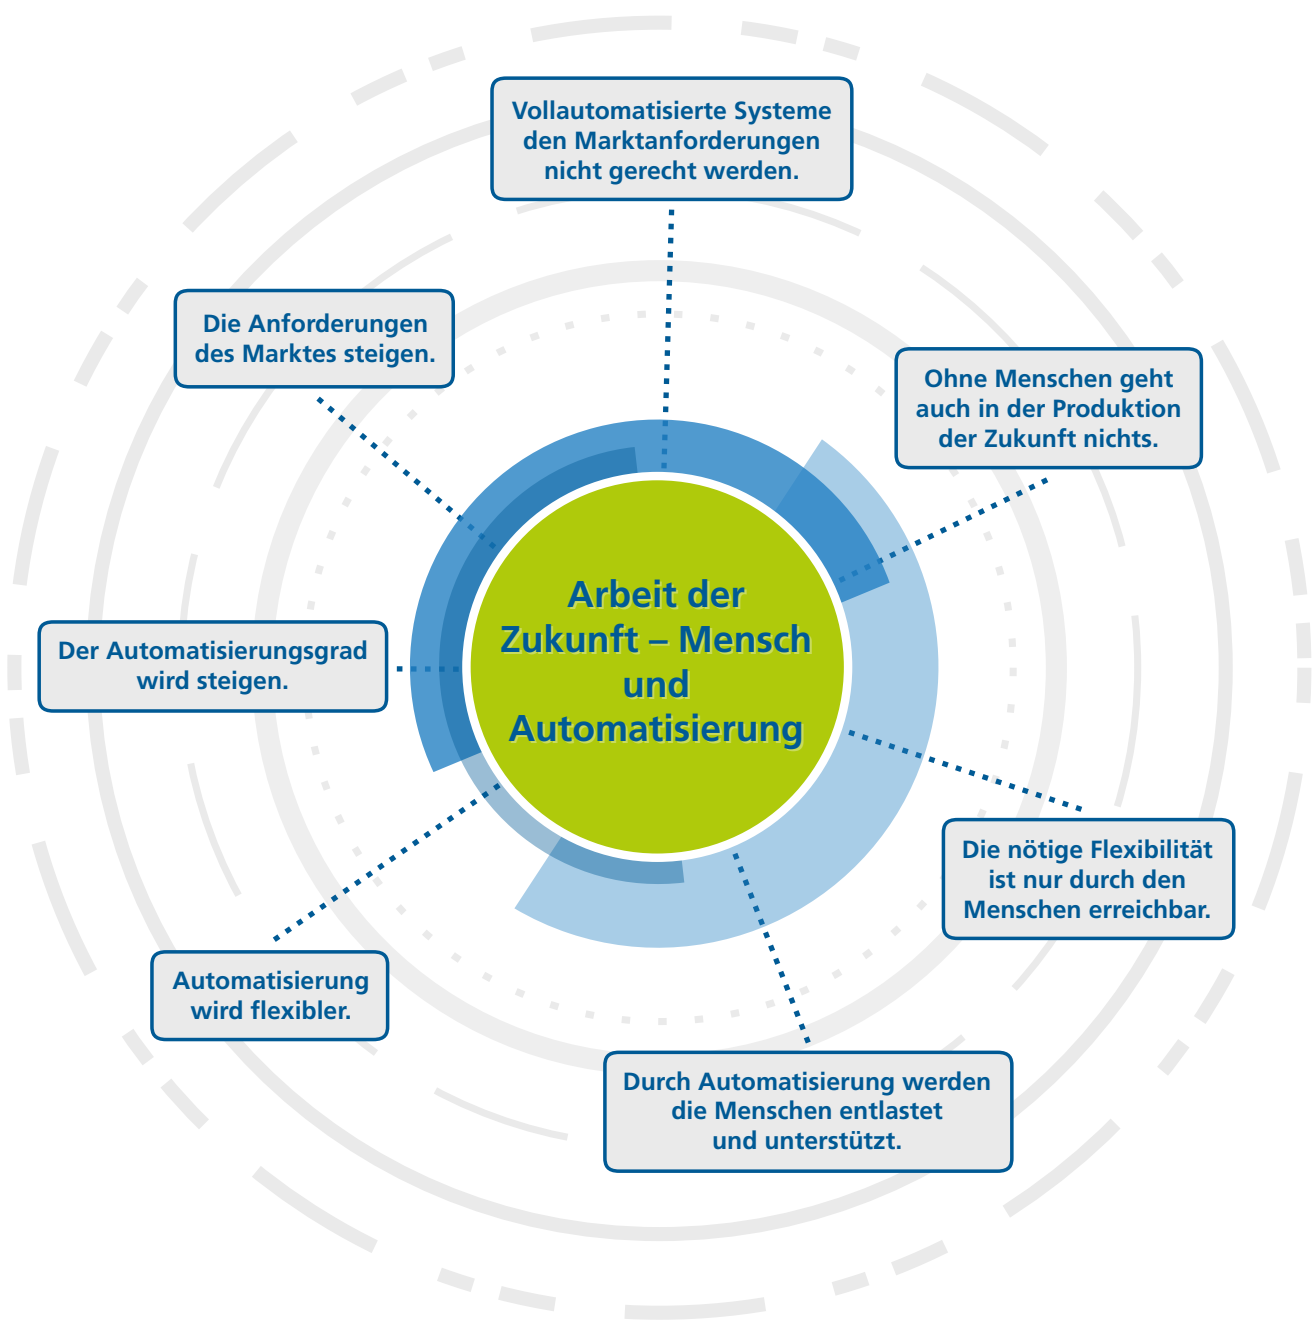 Vollautomatisierte Systeme
den Marktanforderungen
nicht gerecht werden.
Die Anforderungen
des Marktes steigen.
Ohne Menschen geht
auch in der Produktion
der Zukunft nichts.
Arbeit der
Zukunft – Mensch
und
Automatisierung
Der Automatisierungsgrad
wird steigen.
Die nötige Flexibilität
ist nur durch den
Menschen erreichbar.
Automatisierung
wird flexibler.
Durch Automatisierung werden
die Menschen entlastet
und unterstützt.